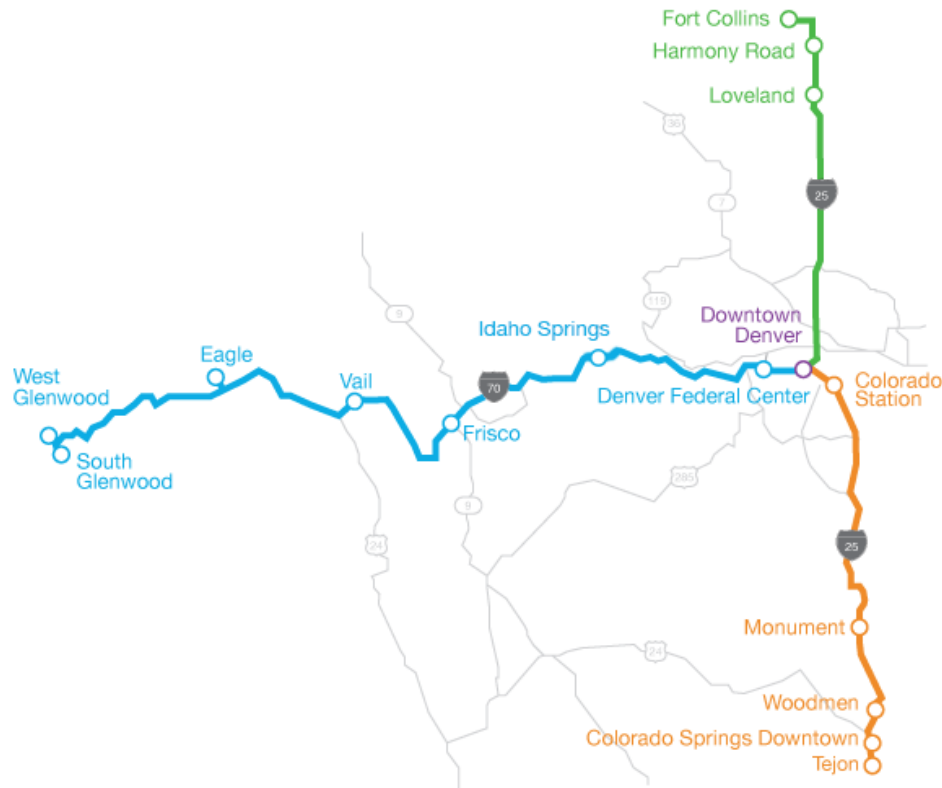 Fort Collins
Harmony Road
Loveland
36
25
7
119
9
Downtown
Denver
Idaho Springs
Eagle
Vail
West
Glenwood
70
Colorado
Station
Denver Federal Center
Frisco
South
Glenwood
285
9
24
25
Monument
24
Woodmen
Colorado Springs Downtown
Tejon